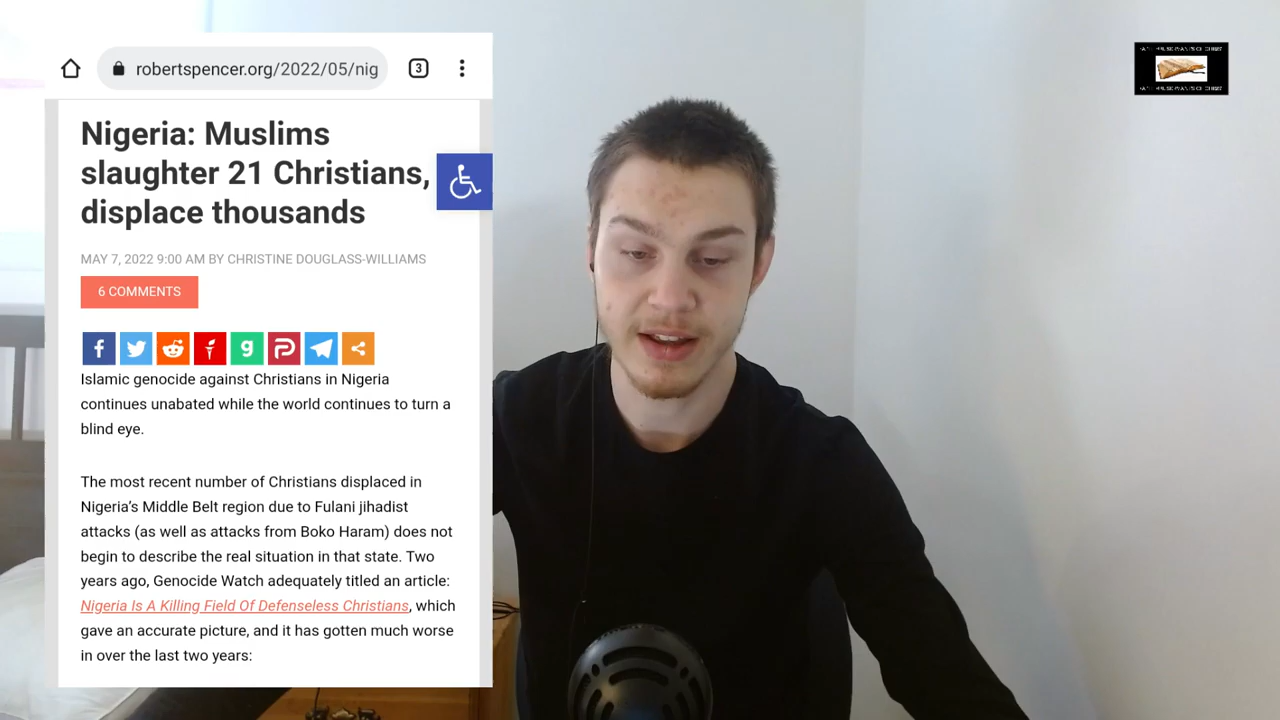 robertspencer.org/2022/05/nig
3
Nigeria: Muslims
slaughter 21 Christians,
displace thousands
MAY 7, 2022 9:00 AM BY CHRISTINE DOUGLASS-WILLIAMS
6 COMMENTS
Islamic genocide against Christians in Nigeria
continues unabated while the world continues to turn a
blind eye.
The most recent number of Christians displaced in
Nigeria’s Middle Belt region due to Fulani jihadist
attacks (as well as attacks from Boko Haram) does not
begin to describe the real situation in that state. Two
years ago, Genocide Watch adequately titled an article:
Nigeria Is A Killing Field Of Defenseless Christians, which
gave an accurate picture, and it has gotten much worse
in over the last two years: